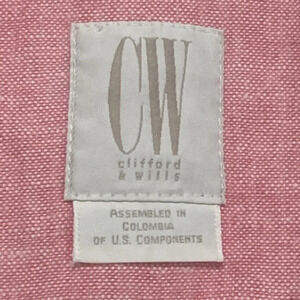 CW
clifford
& wills
ASSEMBLED IN
COLOMBIA
OF U.S. COMPONENTS